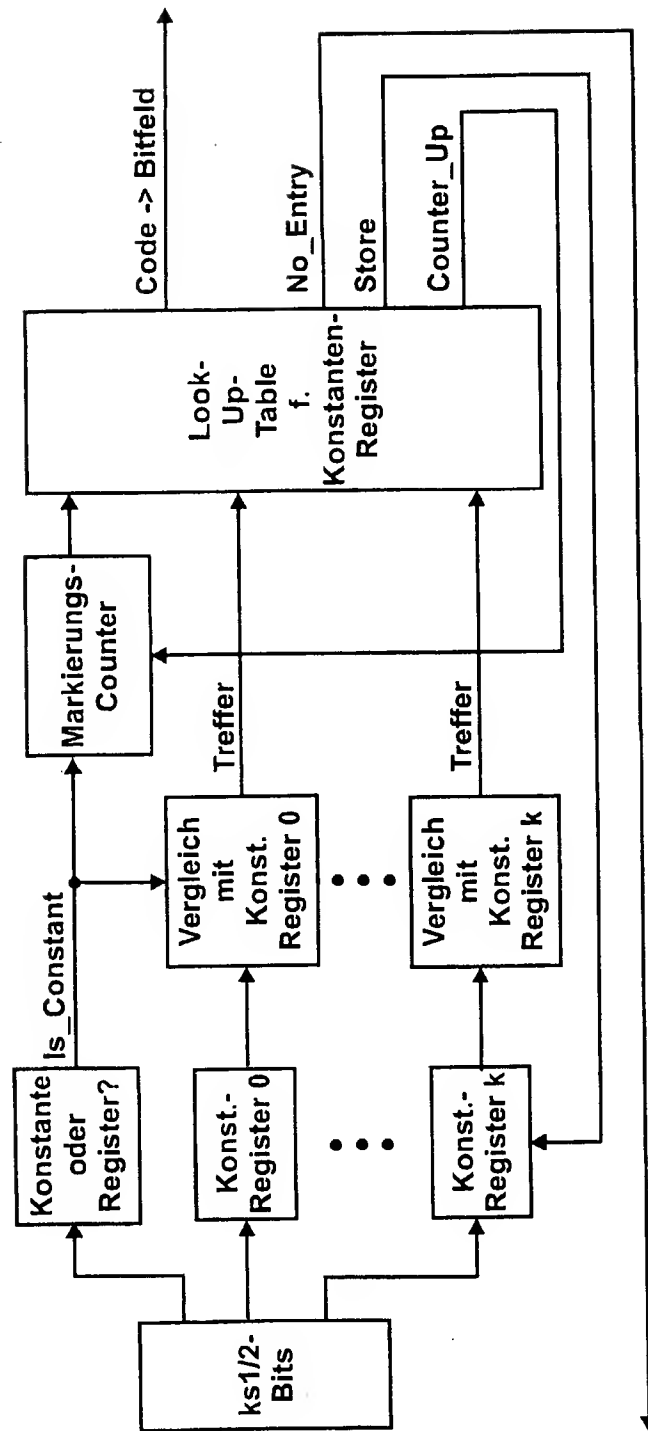 ks1/2-
Bits
Konstante
oder
Register?
Is_Constant
Konst.-
Register 0
Konst.-
Register k
Vergleich
mit
Konst.
Register 0
Vergleich
mit
Konst.
Register k
Treffer
Treffer
Markierungs-
Counter
Look-
Up-
Table
f.
Konstanten-
Register
Code -> Bitfeld
No_Entry
Store
Counter_Up